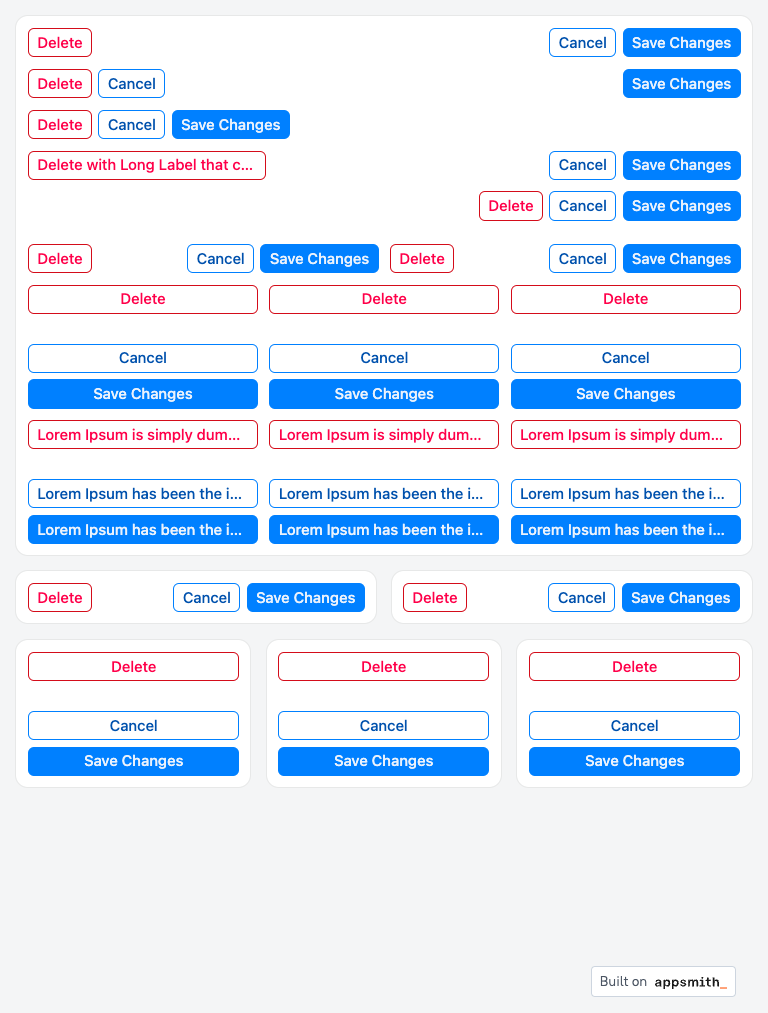 Delete Cancel Save Changes
Delete Cancel Save Changes
Delete Cancel Save Changes
Delete with Long Label that c... Cancel Save Changes
Delete Cancel Save Changes
Delete Cancel Save Changes Delete Cancel Save Changes
Delete Delete Delete
Cancel Cancel Cancel
Save Changes Save Changes Save Changes
Lorem Ipsum is simply dum... Lorem Ipsum is simply dum... Lorem Ipsum is simply dum...
Lorem Ipsum has been the i... Lorem Ipsum has been the i... Lorem Ipsum has been the i...
Lorem Ipsum has been the i... Lorem Ipsum has been the i... Lorem Ipsum has been the i...
Delete Cancel Save Changes Delete Cancel Save Changes
Delete Delete Delete
Cancel Cancel Cancel
Save Changes Save Changes Save Changes
Built on appsmith_